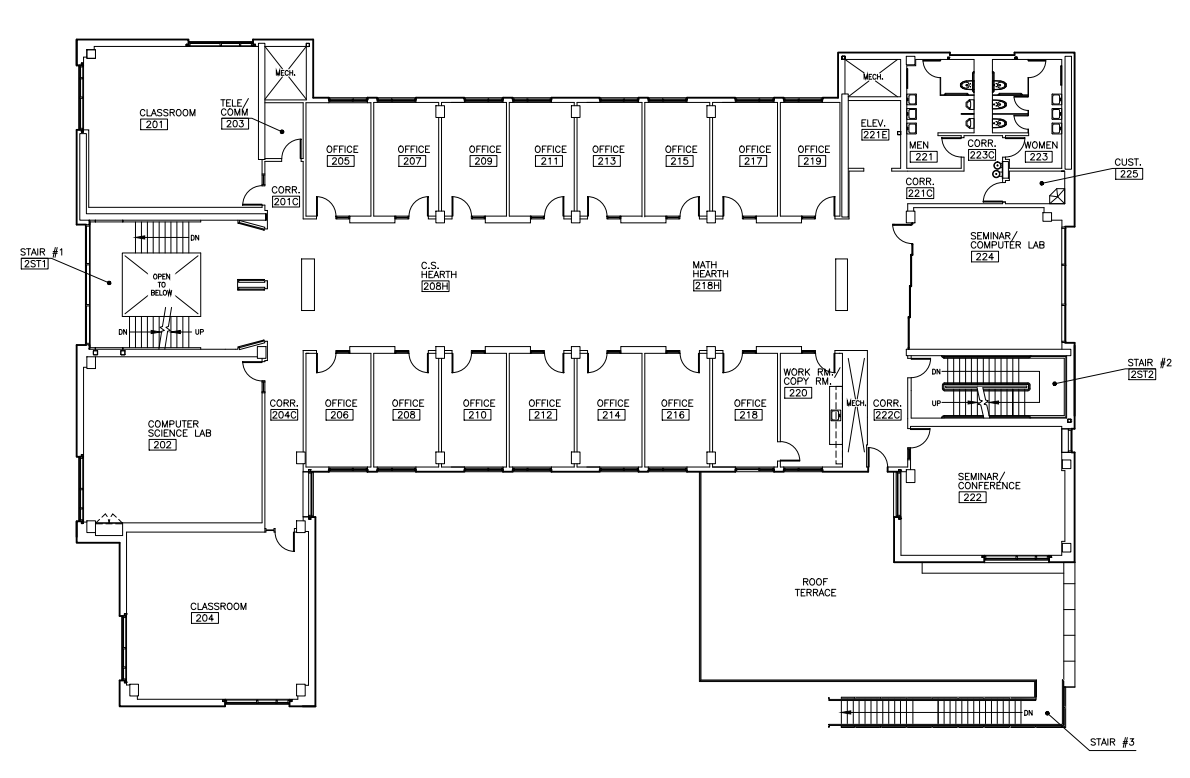 MECH.
CLASSROOM
201
TELE/
COMM
203
OFFICE
205
OFFICE
207
OFFICE
209
OFFICE
211
OFFICE
213
OFFICE
215
OFFICE
217
OFFICE
219
MECH.
ELEV.
221E
MEN
221
CORR.
223C
WOMEN
223
CUST.
225
CORR.
201C
CORR.
221C
STAIR #1
2ST1
DN
OPEN
TO
BELOW
DN
UP
C.S.
HEARTH
208H
MATH
HEARTH
218H
SEMINAR/
COMPUTER LAB
224
STAIR #2
2ST2
DN
UP
COMPUTER
SCIENCE LAB
202
CORR.
204C
OFFICE
206
OFFICE
208
OFFICE
210
OFFICE
212
OFFICE
214
OFFICE
216
OFFICE
218
WORK RM./
COPY RM.
220
MECH.
CORR.
222C
SEMINAR/
CONFERENCE
222
CLASSROOM
204
ROOF
TERRACE
DN
STAIR #3